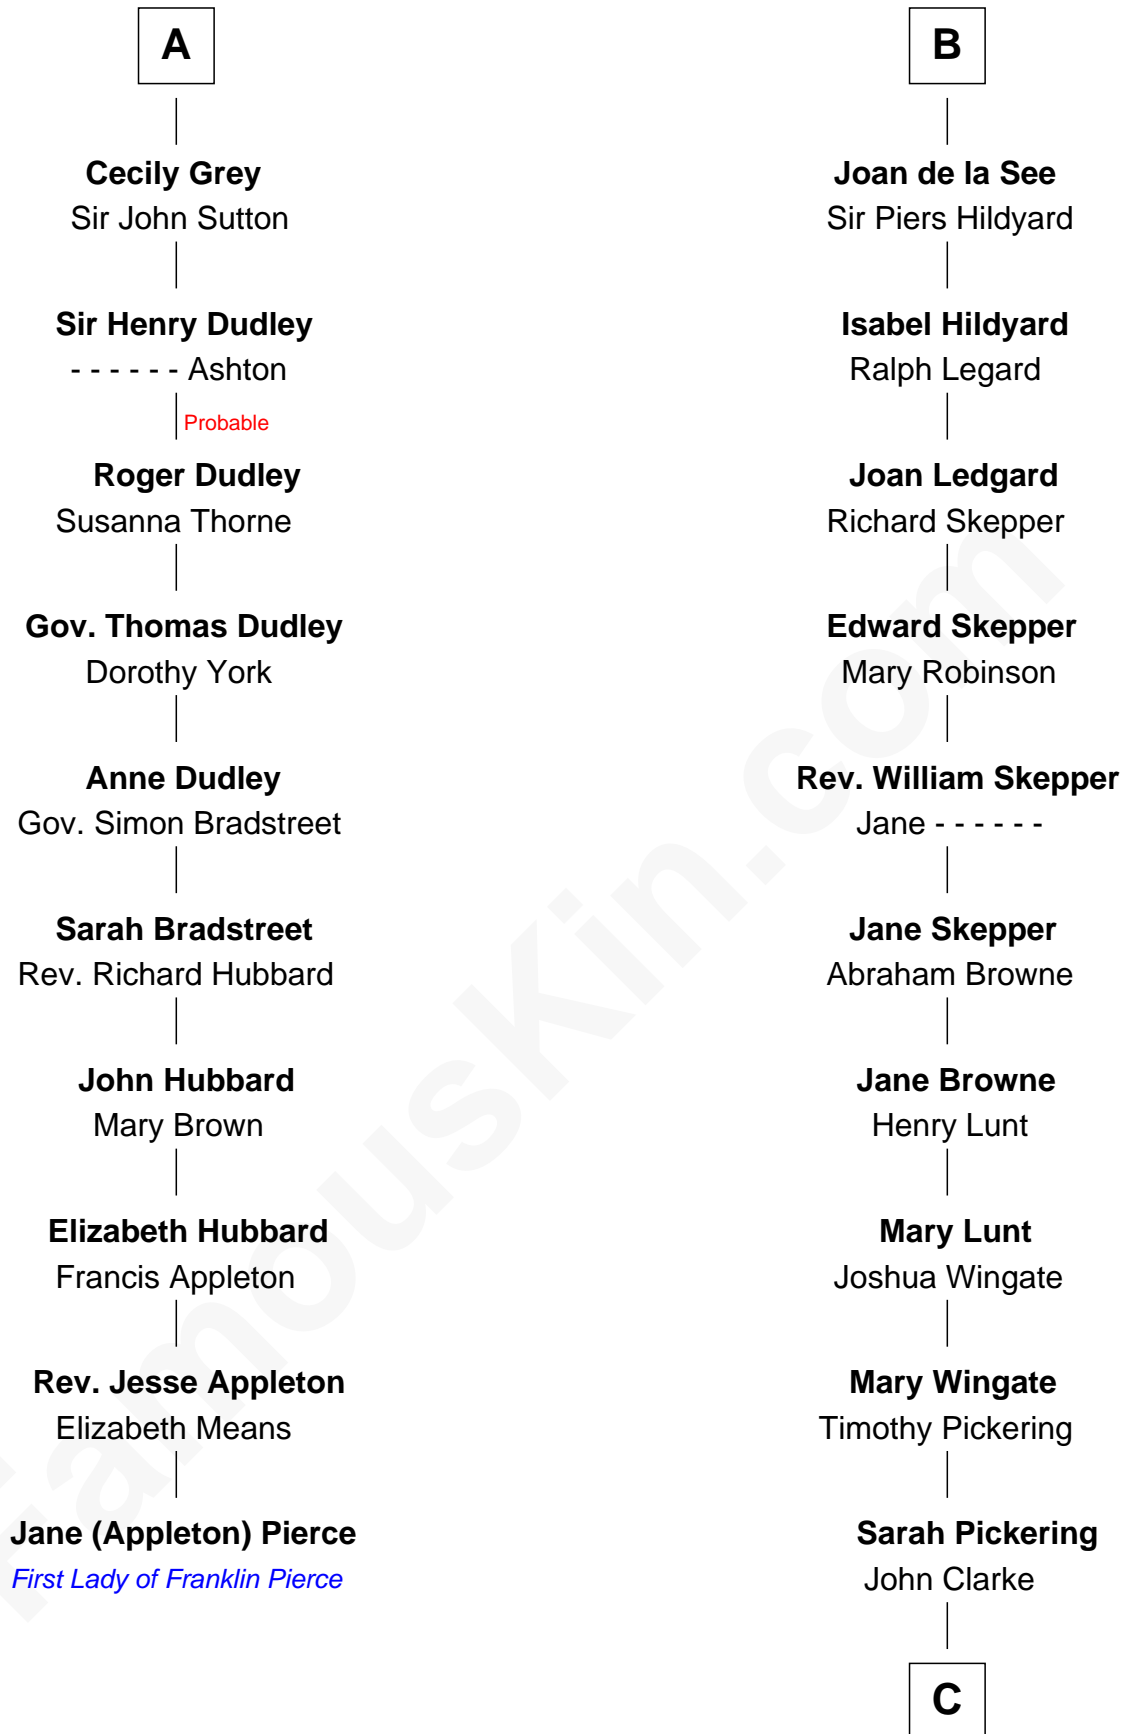 A
Cecily Grey
Sir John Sutton
Sir Henry Dudley
- - - - - - Ashton
Probable
Roger Dudley
Susanna Thorne
Gov. Thomas Dudley
Dorothy York
Anne Dudley
Gov. Simon Bradstreet
Sarah Bradstreet
Rev. Richard Hubbard
John Hubbard
Mary Brown
Elizabeth Hubbard
Francis Appleton
Rev. Jesse Appleton
Elizabeth Means
Jane (Appleton) Pierce
First Lady of Franklin Pierce
B
Joan de la See
Sir Piers Hildyard
Isabel Hildyard
Ralph Legard
Joan Ledgard
Richard Skepper
Edward Skepper
Mary Robinson
Rev. William Skepper
Jane - - - - - -
Jane Skepper
Abraham Browne
Jane Browne
Henry Lunt
Mary Lunt
Joshua Wingate
Mary Wingate
Timothy Pickering
Sarah Pickering
John Clarke
C
FamousKin.com